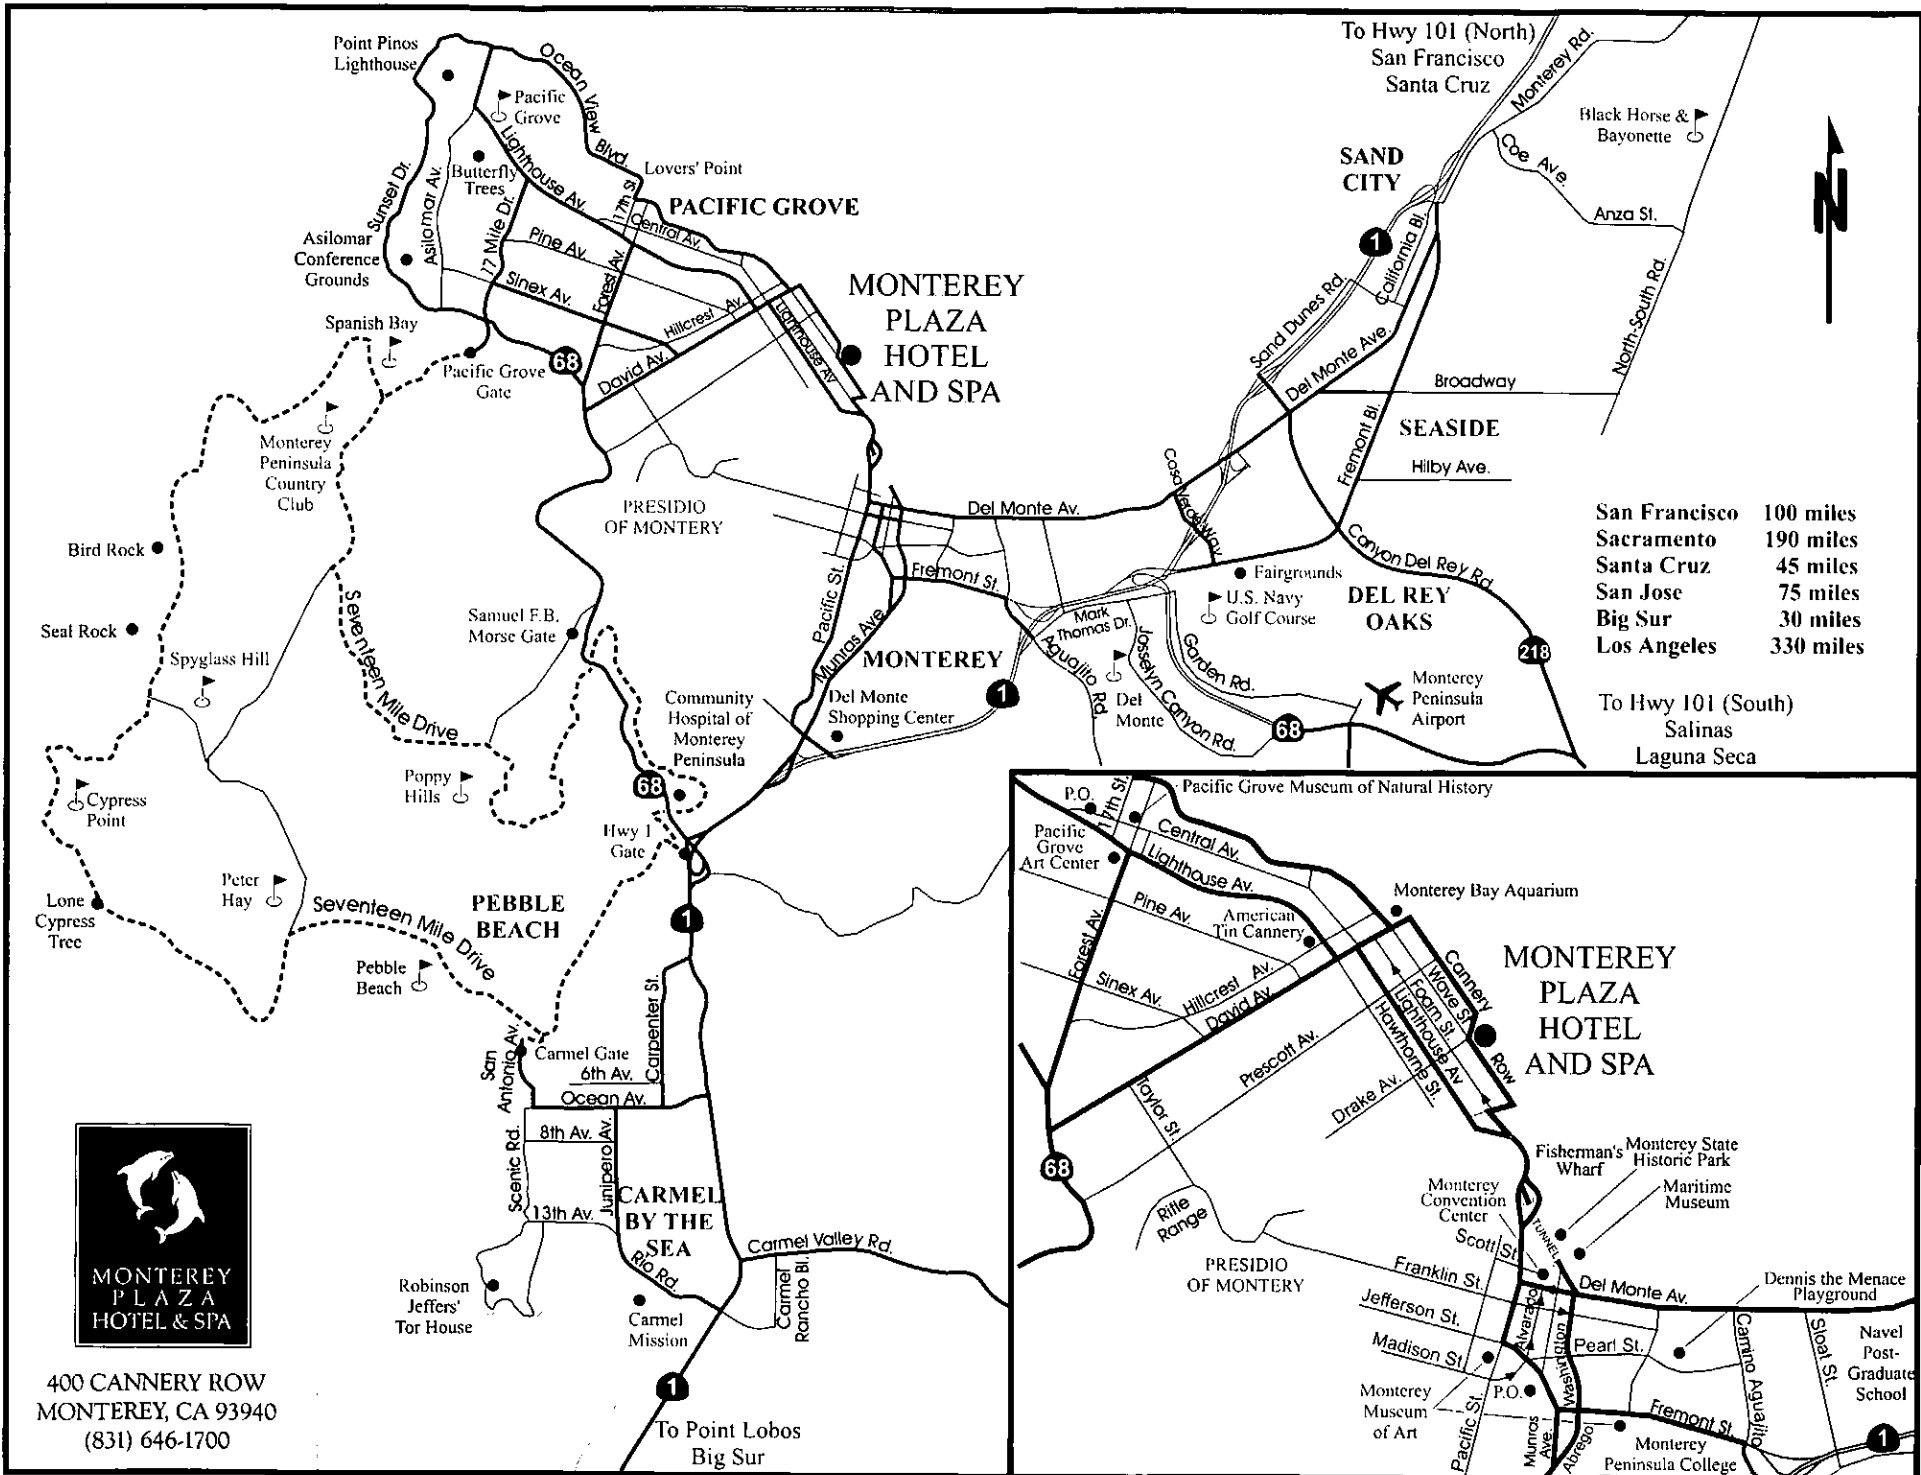 Point Pinos
Lighthouse
Ocean View Blvd.
Pacific
Grove
Lighthouse Av.
Butterfly
Trees
Sunset Dr.
Asilomar Av.
17 Mile Dr.
Lovers' Point
17th St.
PACIFIC GROVE
Central Av.
Pine Av.
Sinex Av.
Forest Av.
Hillcrest Av.
David Av.
Lighthouse Av
Asilomar
Conference
Grounds
Spanish Bay
Pacific Grove
Gate
68
MONTEREY
PLAZA
HOTEL
AND SPA
Monterey
Peninsula
Country
Club
Bird Rock
Seal Rock
Spyglass Hill
Seventeen Mile Drive
Samuel F.B.
Morse Gate
PRESIDIO
OF MONTERY
Cypress
Point
Poppy
Hills
Lone
Cypress
Tree
Peter
Hay
Seventeen Mile Drive
Pebble
Beach
PEBBLE
BEACH
Hwy 1
Gate
68
Community
Hospital of
Monterey
Peninsula
Del Monte
Shopping Center
MONTEREY
Pacific St.
Munras Ave.
Fremont St.
Del Monte Av.
1
1
To Hwy 101 (North)
San Francisco
Santa Cruz
Monterey Rd.
Black Horse &
Bayonette
Coe Ave.
Anza St.
SAND
CITY
1
California Bl.
Sand Dunes Rd.
Del Monte Ave.
North-South Rd.
Broadway
Fremont Bl.
SEASIDE
Hilby Ave.
Casa Verde Way
Canyon Del Rey Rd
Fairgrounds
U.S. Navy
Golf Course
DEL REY
OAKS
218
Mark
Thomas Dr.
Aguajito Rd.
Josselyn Canyon Rd.
Garden Rd.
Del
Monte
68
Monterey
Peninsula
Airport
San Francisco 100 miles
Sacramento 190 miles
Santa Cruz 45 miles
San Jose 75 miles
Big Sur 30 miles
Los Angeles 330 miles
To Hwy 101 (South)
Salinas
Laguna Seca
San
Antonio Av.
Carmel Gate
6th Av.
Ocean Av.
Carpenter St.
8th Av.
Scenic Rd.
Junipero Av.
13th Av.
CARMEL
BY THE
SEA
Rio Rd.
Carmel Valley Rd.
Carmel
Rancho Bl.
Robinson
Jeffers'
Tor House
Carmel
Mission
1
To Point Lobos
Big Sur
MONTEREY
PLAZA
HOTEL & SPA
400 CANNERY ROW
MONTEREY, CA 93940
(831) 646-1700
P.O.
17th St.
Pacific Grove Museum of Natural History
Pacific
Grove
Art Center
Central Av.
Lighthouse Av.
Pine Av.
Forest Av.
American
Tin Cannery
Monterey Bay Aquarium
Sinex Av.
Hillcrest Av.
David Av.
Cannery Row
Wave St
Foam St.
Lighthouse Av
Hawthorne St.
MONTEREY
PLAZA
HOTEL
AND SPA
Prescott Av.
Drake Av.
Taylor St.
68
Rifle
Range
PRESIDIO
OF MONTERY
Fisherman's
Wharf
Monterey State
Historic Park
Maritime
Museum
Monterey
Convention
Center
TUNNEL
Scott St.
Franklin St.
Jefferson St.
Madison St.
Alvarado
Washington
Del Monte Av.
Dennis the Menace
Playground
Pearl St.
Camino Aguajito
Sloat St.
Navel
Post-
Graduate
School
Monterey
Museum
of Art
P.O.
Pacific St.
Munras
Ave.
Abrego
Fremont St.
Monterey
Peninsula College
1